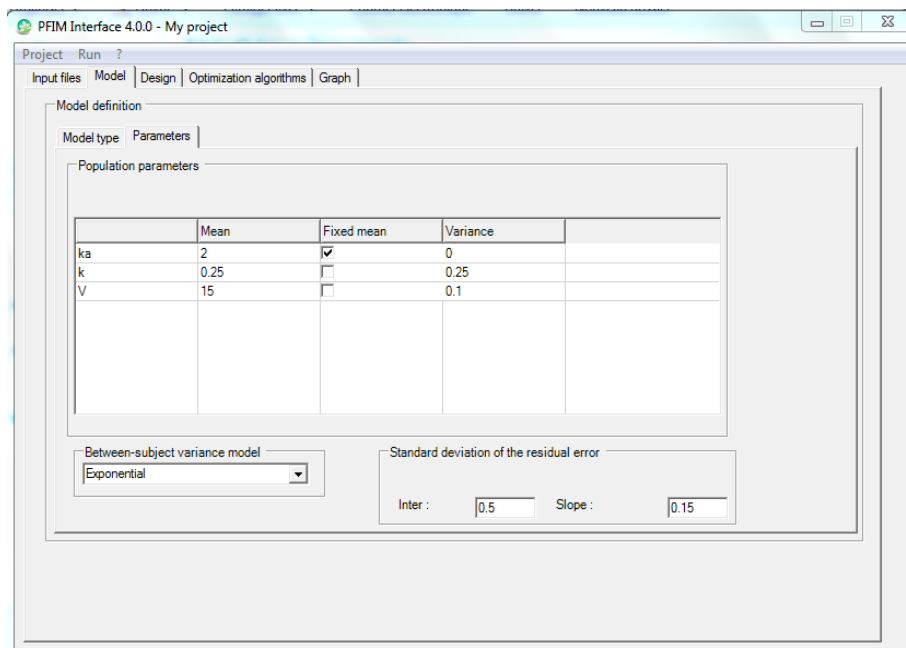 PFIM Interface 4.0.0 - My project
Project Run ?
Input files Model Design Optimization algorithms Graph
Model definition
Model type Parameters
Population parameters
Mean Fixed mean Variance
ka 2 0
k 0.25 0.25
V 15 0.1
Between-subject variance model Standard deviation of the residual error
Exponential
Inter : 0.5 Slope : 0.15